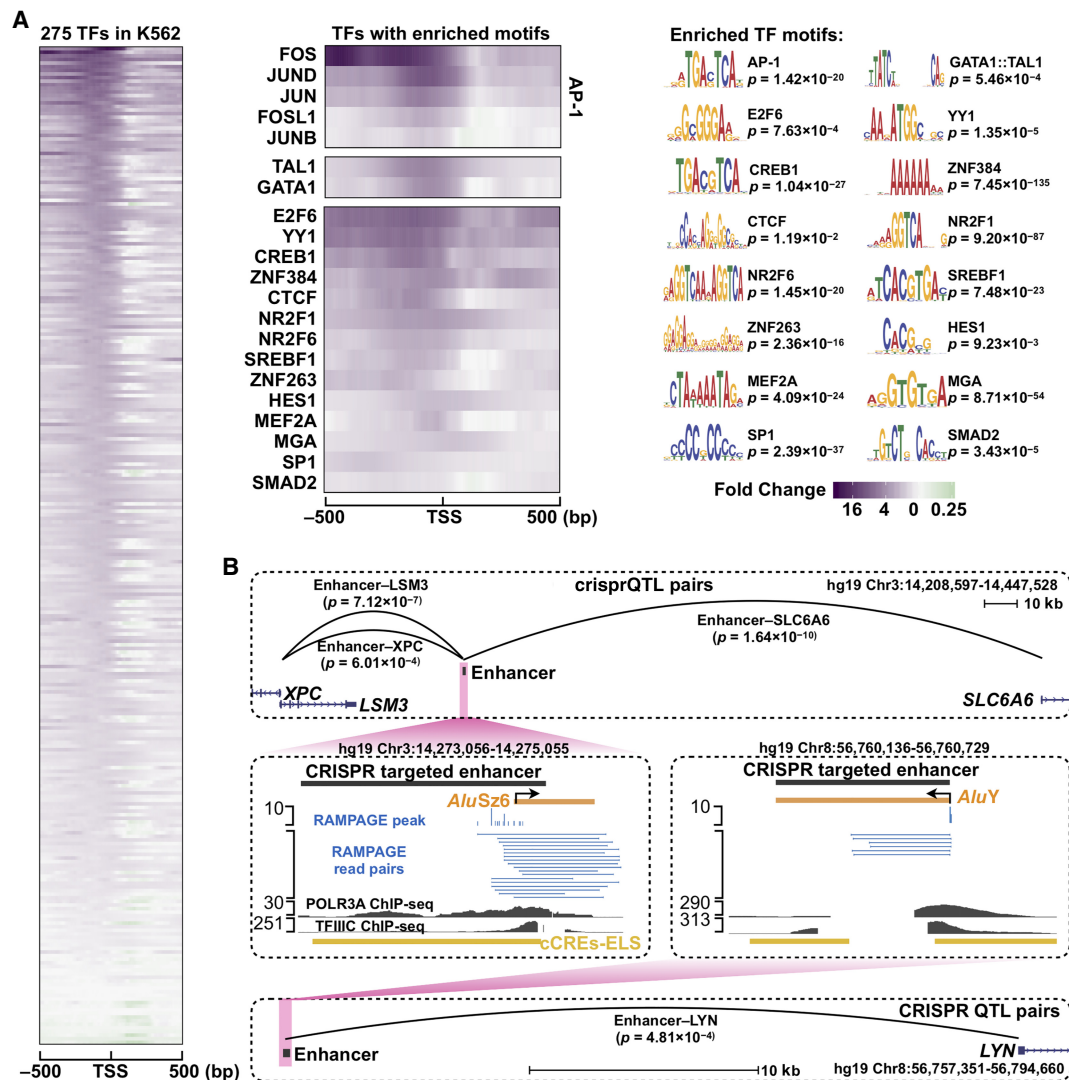 A
275 TFs in K562
−500 TSS 500 (bp)
TFs with enriched motifs
FOS
JUND
JUN
FOSL1
JUNB
AP-1
TAL1
GATA1
E2F6
YY1
CREB1
ZNF384
CTCF
NR2F1
NR2F6
SREBF1
ZNF263
HES1
MEF2A
MGA
SP1
SMAD2
−500 TSS 500 (bp)
Enriched TF motifs:
AP-1
p = 1.42×10−20
GATA1::TAL1
p = 5.46×10−4
E2F6
p = 7.63×10−4
YY1
p = 1.35×10−5
CREB1
p = 1.04×10−27
ZNF384
p = 7.45×10−135
CTCF
p = 1.19×10−2
NR2F1
p = 9.20×10−87
NR2F6
p = 1.45×10−20
SREBF1
p = 7.48×10−23
ZNF263
p = 2.36×10−16
HES1
p = 9.23×10−3
MEF2A
p = 4.09×10−24
MGA
p = 8.71×10−54
SP1
p = 2.39×10−37
SMAD2
p = 3.43×10−5
Fold Change
16 4 0 0.25
B
crisprQTL pairs
hg19 Chr3:14,208,597-14,447,528
10 kb
Enhancer–LSM3
(p = 7.12×10−7)
Enhancer–XPC
(p = 6.01×10−4)
Enhancer–SLC6A6
(p = 1.64×10−10)
Enhancer
XPC
LSM3
SLC6A6
hg19 Chr3:14,273,056-14,275,055
CRISPR targeted enhancer
AluSz6
10
RAMPAGE peak
RAMPAGE
read pairs
30
POLR3A ChIP-seq
251
TFIIIC ChIP-seq
cCREs-ELS
hg19 Chr8:56,760,136-56,760,729
CRISPR targeted enhancer
AluY
10
290
313
CRISPR QTL pairs
Enhancer–LYN
(p = 4.81×10−4)
Enhancer
LYN
10 kb
hg19 Chr8:56,757,351-56,794,660